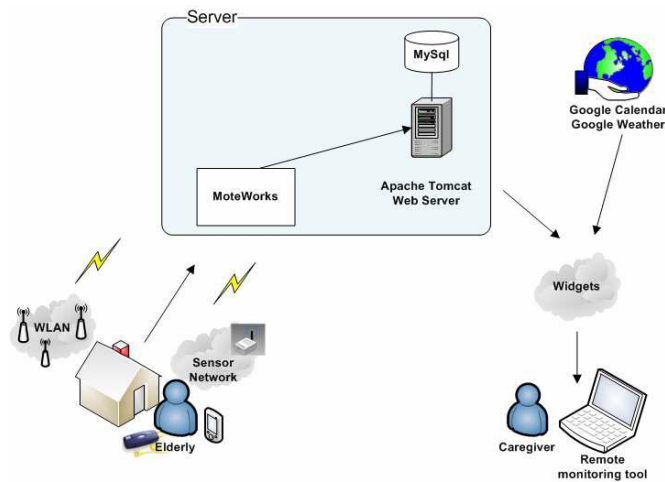 Server
MySql
Google Calendar
Google Weather
MoteWorks
Apache Tomcat
Web Server
Widgets
WLAN
Sensor
Network
Elderly
Caregiver
Remote
monitoring tool